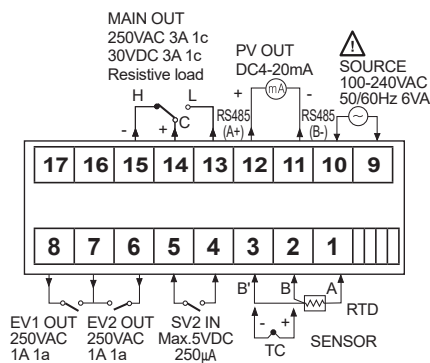 MAIN OUT
250VAC 3A 1c
30VDC 3A 1c
Resistive load
H L
C
- +
PV OUT
DC4-20mA
+ mA -
RS485
(A+)
RS485
(B-)
SOURCE
100-240VAC
50/60Hz 6VA
17 16 15 14 13 12 11 10 9
8 7 6 5 4 3 2 1
B' B A
EV1 OUT
250VAC
1A 1a
EV2 OUT
250VAC
1A 1a
SV2 IN
Max.5VDC
250µA
- +
TC
RTD
SENSOR